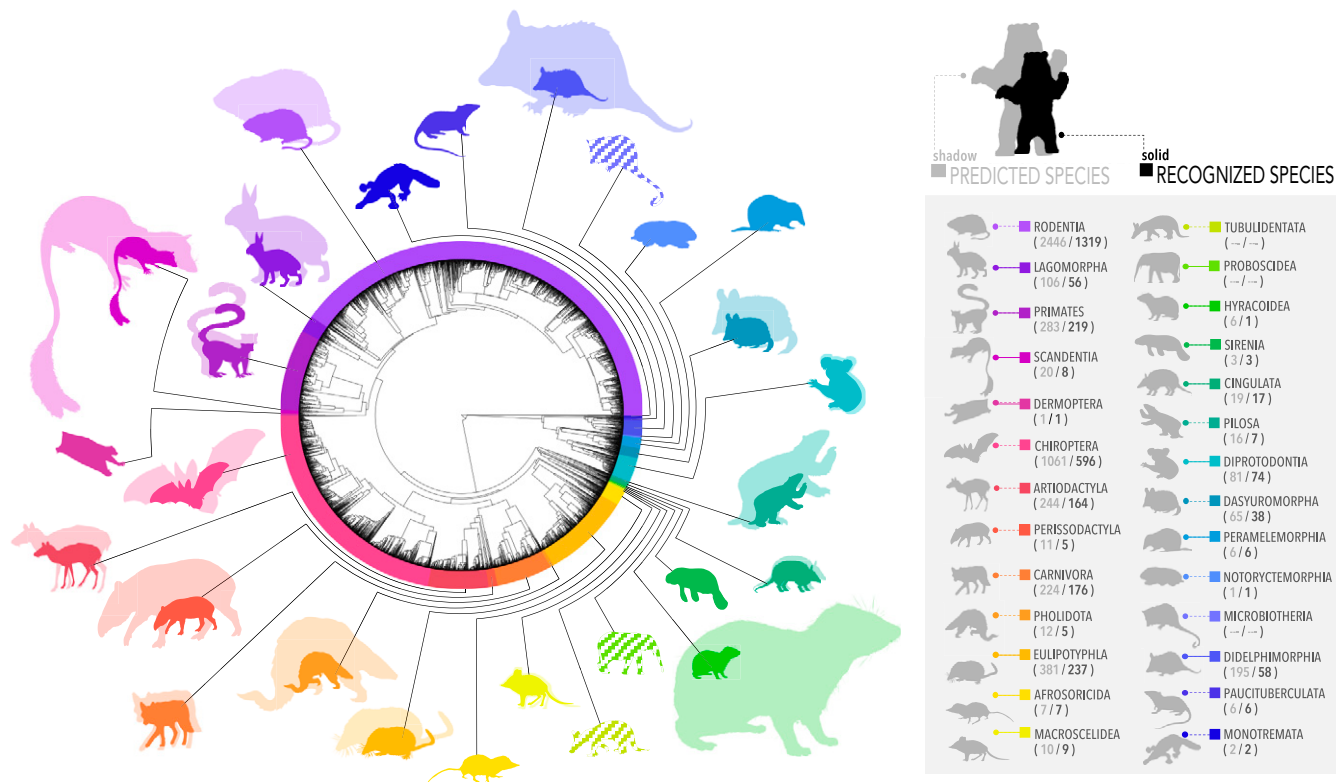 shadow
PREDICTED SPECIES
solid
RECOGNIZED SPECIES
RODENTIA
( 2446 / 1319 )
LAGOMORPHA
( 106 / 56 )
PRIMATES
( 283 / 219 )
SCANDENTIA
( 20 / 8 )
DERMOPTERA
( 1 / 1 )
CHIROPTERA
( 1061 / 596 )
ARTIODACTYLA
( 244 / 164 )
PERISSODACTYLA
( 11 / 5 )
CARNIVORA
( 224 / 176 )
PHOLIDOTA
( 12 / 5 )
EULIPOTYPHLA
( 381 / 237 )
AFROSORICIDA
( 7 / 7 )
MACROSCELIDEA
( 10 / 9 )
TUBULIDENTATA
( -- / -- )
PROBOSCIDEA
( -- / -- )
HYRACOIDEA
( 6 / 1 )
SIRENIA
( 3 / 3 )
CINGULATA
( 19 / 17 )
PILOSA
( 16 / 7 )
DIPROTODONTIA
( 81 / 74 )
DASYUROMORPHA
( 65 / 38 )
PERAMELEMORPHIA
( 6 / 6 )
NOTORYCTEMORPHIA
( 1 / 1 )
MICROBIOTHERIA
( -- / -- )
DIDELPHIMORPHIA
( 195 / 58 )
PAUCITUBERCULATA
( 6 / 6 )
MONOTREMATA
( 2 / 2 )